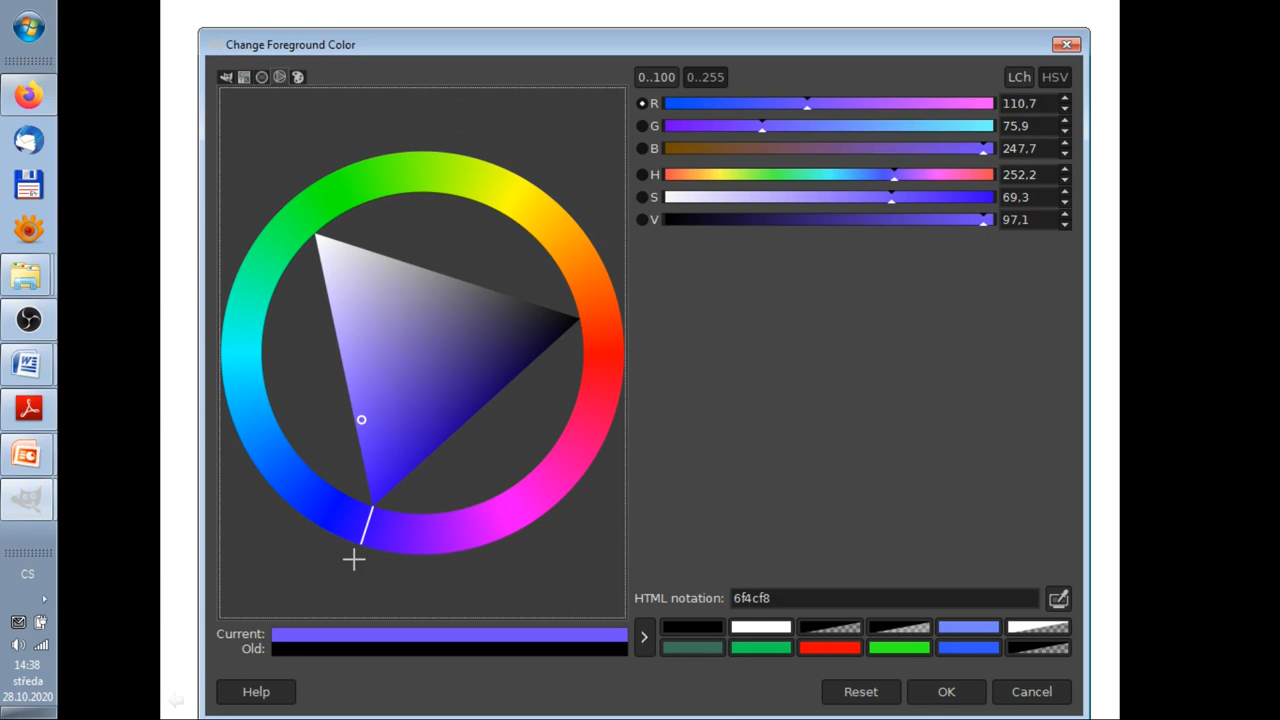 Change Foreground Color
0..100 0..255 LCh HSV
R 110,7
G 75,9
B 247,7
H 252,2
S 69,3
V 97,1
HTML notation: 6f4cf8
Current:
Old:
Help Reset OK Cancel
CS
14:38
středa
28.10.2020